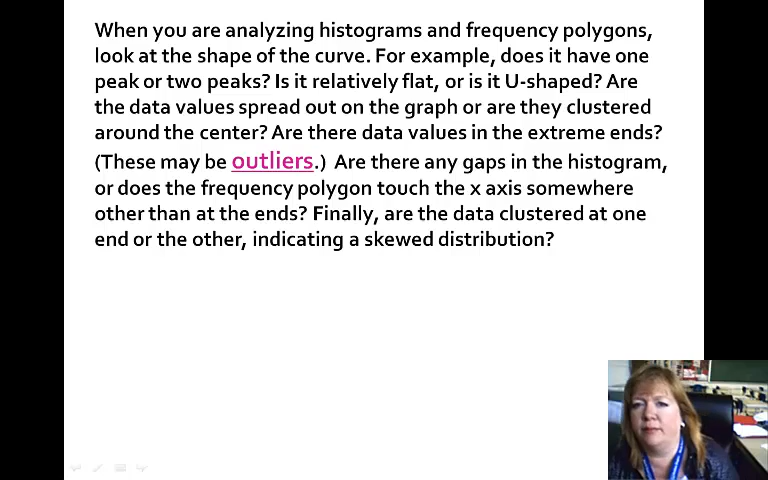 When you are analyzing histograms and frequency polygons,
look at the shape of the curve. For example, does it have one
peak or two peaks? Is it relatively flat, or is it U-shaped? Are
the data values spread out on the graph or are they clustered
around the center? Are there data values in the extreme ends?
(These may be outliers.) Are there any gaps in the histogram,
or does the frequency polygon touch the x axis somewhere
other than at the ends? Finally, are the data clustered at one
end or the other, indicating a skewed distribution?